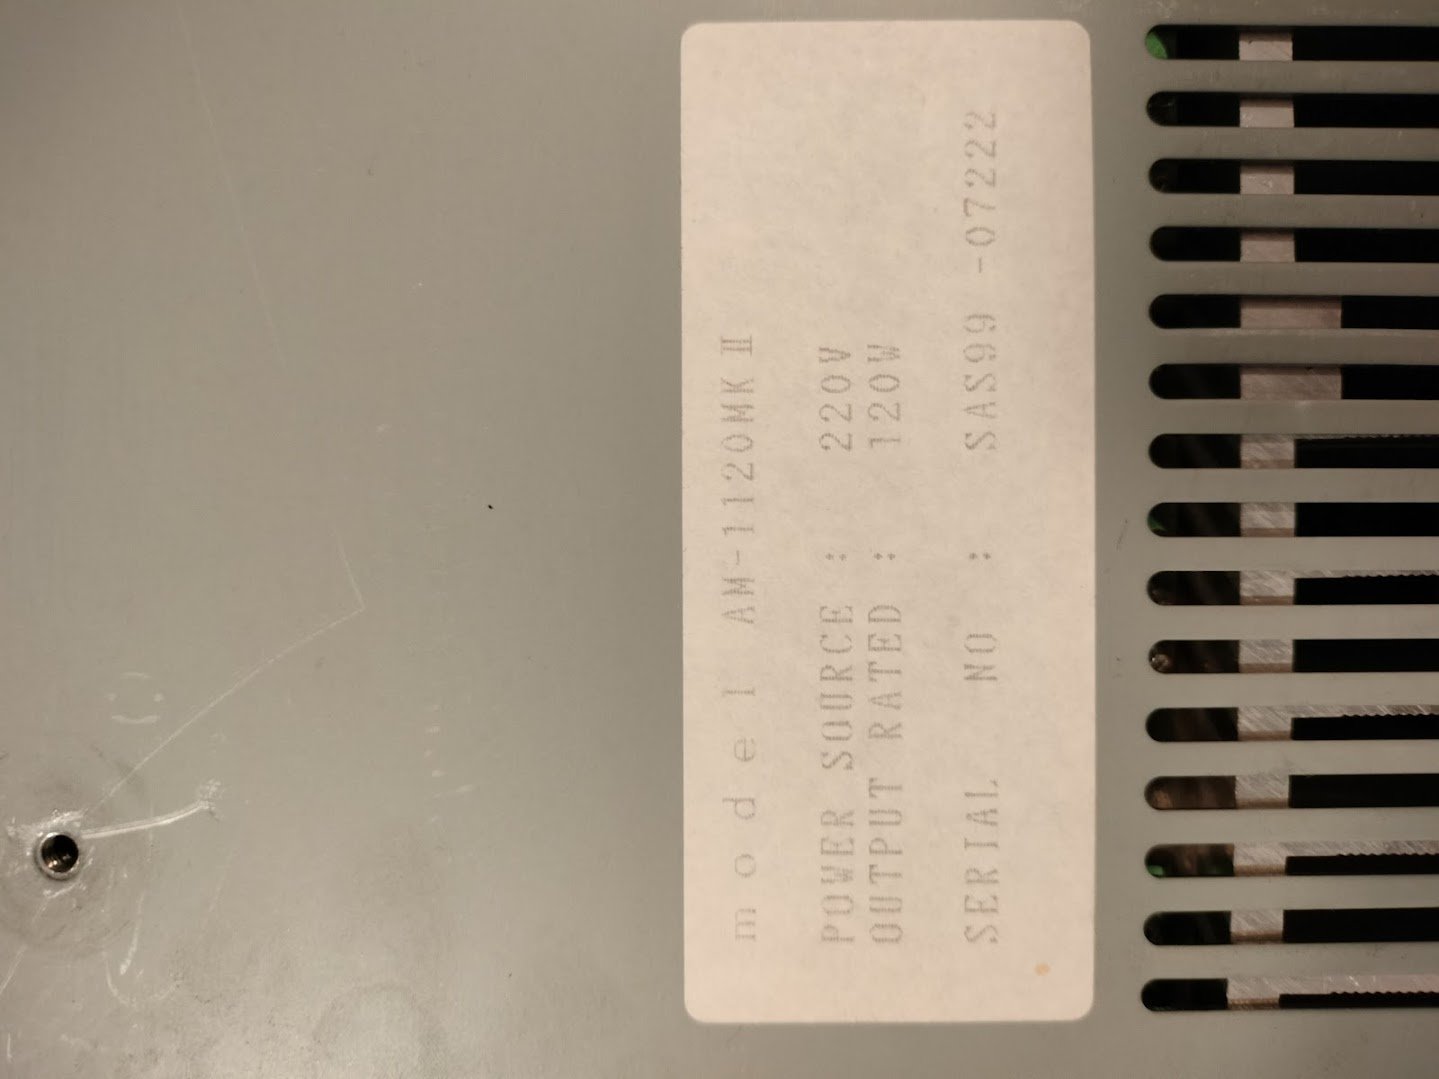 model AM-1120MK II
POWER SOURCE : 220V
OUTPUT RATED : 120W
SERIAL NO : SAS99 -07222